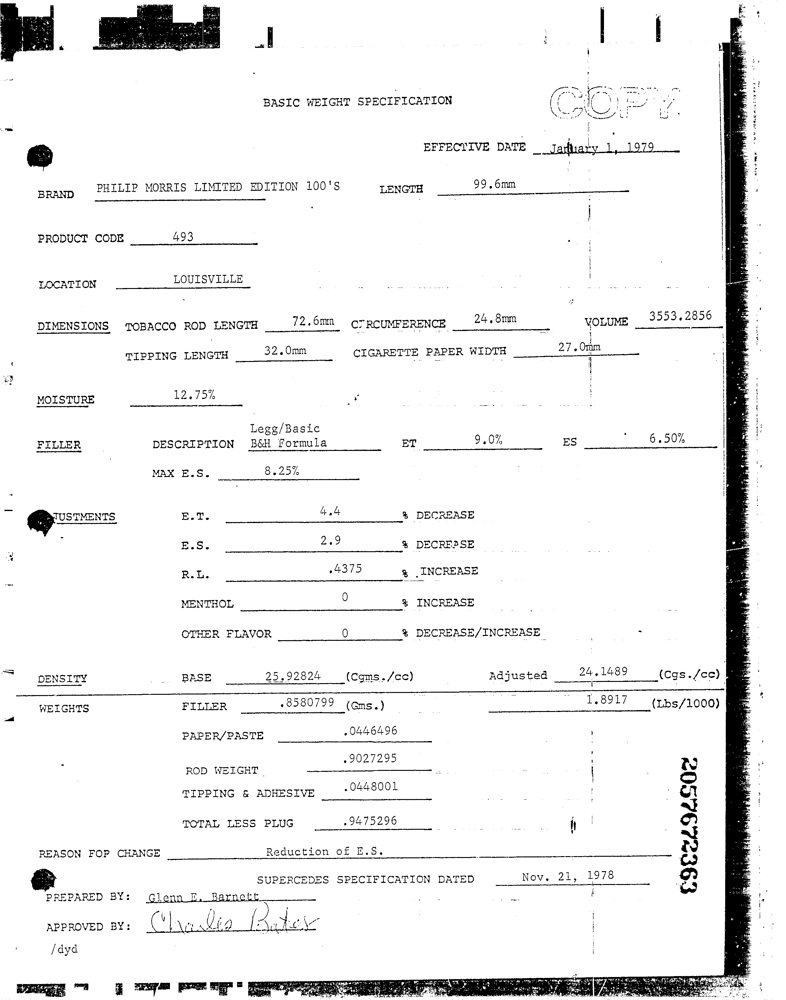 BASIC WEIGHT SPECIFICATION
COPY
EFFECTIVE DATE January 1, 1979
BRAND PHILIP MORRIS LIMITED EDITION 100'S LENGTH 99.6mm
PRODUCT CODE 493
LOCATION LOUISVILLE
DIMENSIONS TOBACCO ROD LENGTH 72.6mm CIRCUMFERENCE 24.8mm VOLUME 3553.2856
TIPPING LENGTH 32.0mm CIGARETTE PAPER WIDTH 27.0mm
MOISTURE 12.75%
Legg/Basic
FILLER DESCRIPTION B&H Formula ET 9.0% ES 6.50%
MAX E.S. 8.25%
JUSTMENTS E.T. 4.4 % DECREASE
E.S. 2.9 % DECREASE
R.L. .4375 % INCREASE
MENTHOL 0 % INCREASE
OTHER FLAVOR 0 % DECREASE/INCREASE
DENSITY BASE 25.92824 (Cgms./cc) Adjusted 24.1489 (Cgs./cc)
WEIGHTS FILLER .8580799 (Gms.) 1.8917 (Lbs/1000)
PAPER/PASTE .0446496
ROD WEIGHT .9027295
TIPPING & ADHESIVE .0448001
TOTAL LESS PLUG .9475296
REASON FOP CHANGE Reduction of E.S.
SUPERCEDES SPECIFICATION DATED Nov. 21, 1978
PREPARED BY: Glenn E. Barnett
APPROVED BY: Charles Bates
/dyd
2057672363